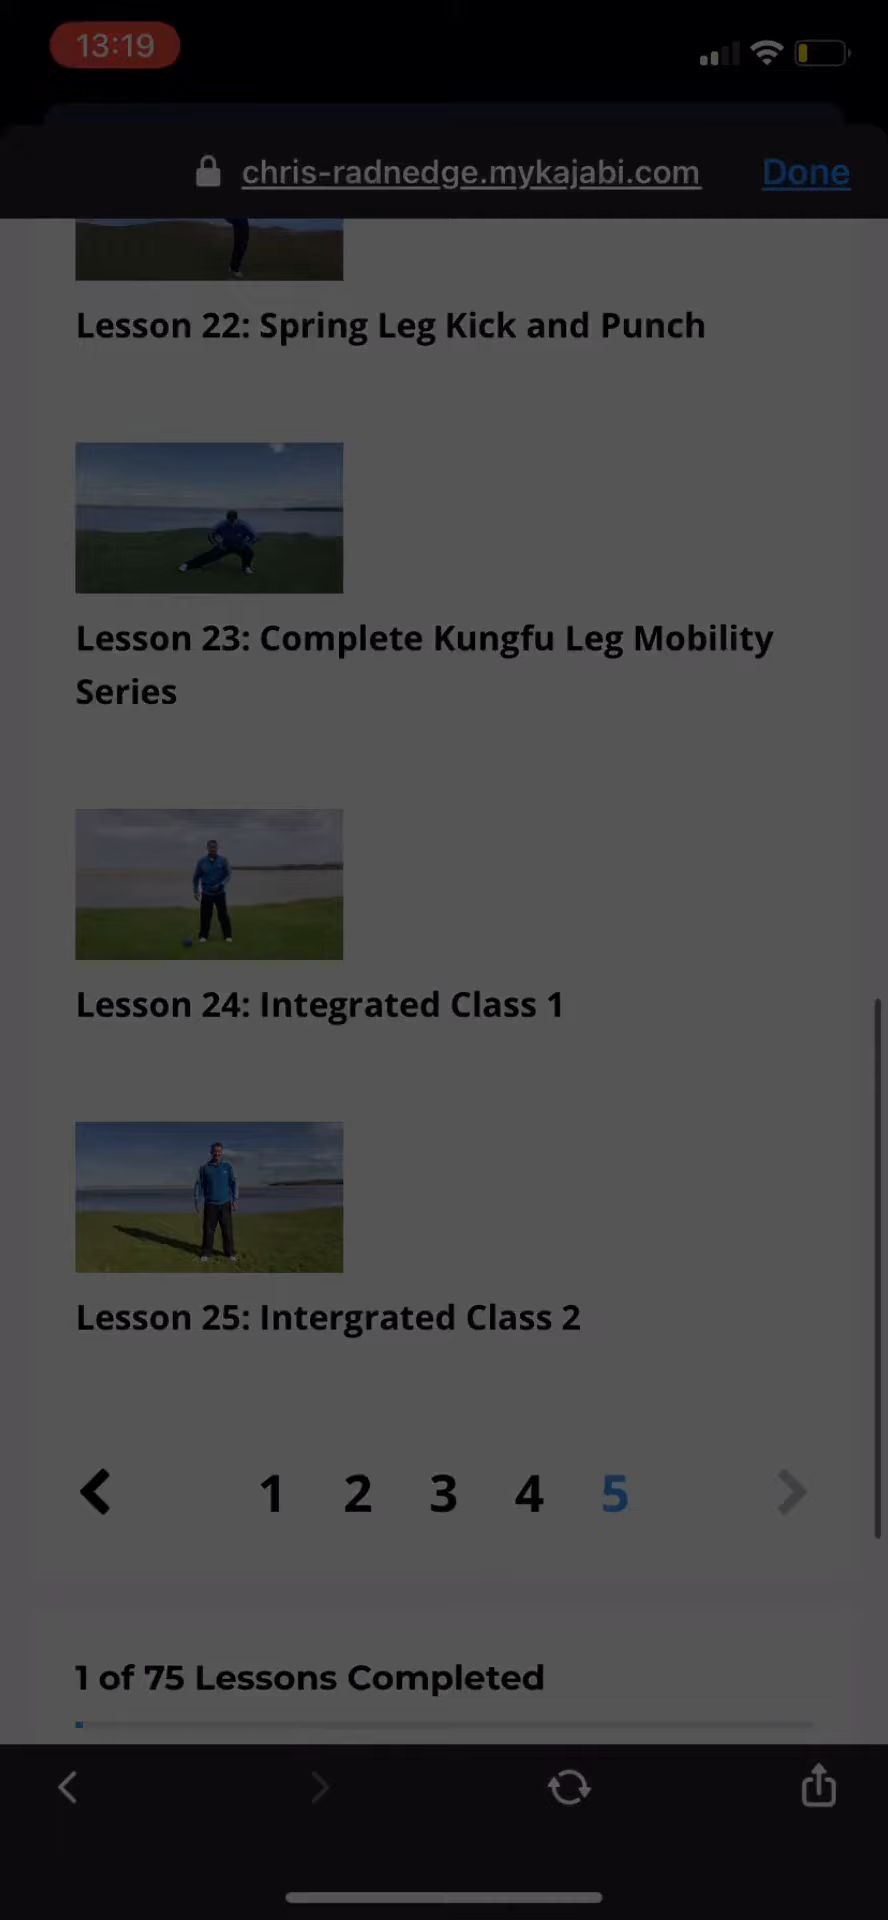 13:19
chris-radnedge.mykajabi.com Done
Lesson 22: Spring Leg Kick and Punch
Lesson 23: Complete Kungfu Leg Mobility
Series
Lesson 24: Integrated Class 1
Lesson 25: Intergrated Class 2
1 2 3 4 5
1 of 75 Lessons Completed